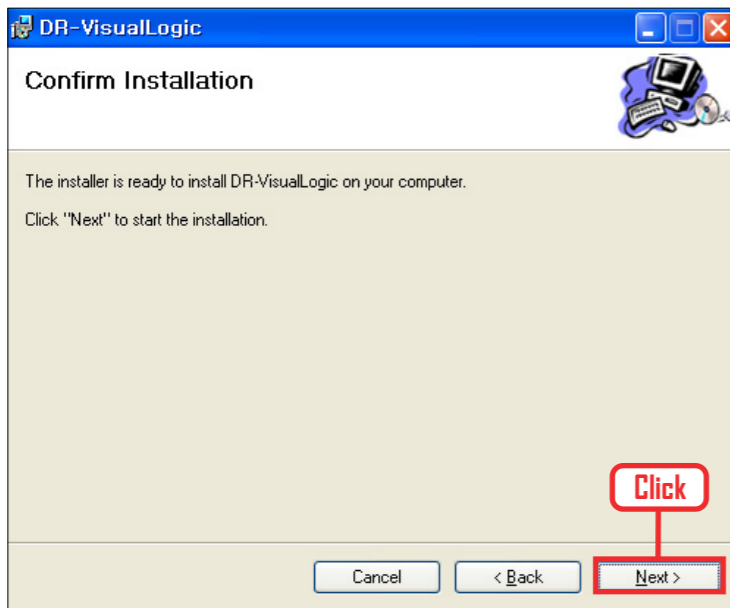 DR-VisualLogic
Confirm Installation
The installer is ready to install DR-VisualLogic on your computer.
Click "Next" to start the installation.
Click
Cancel
< Back
Next >